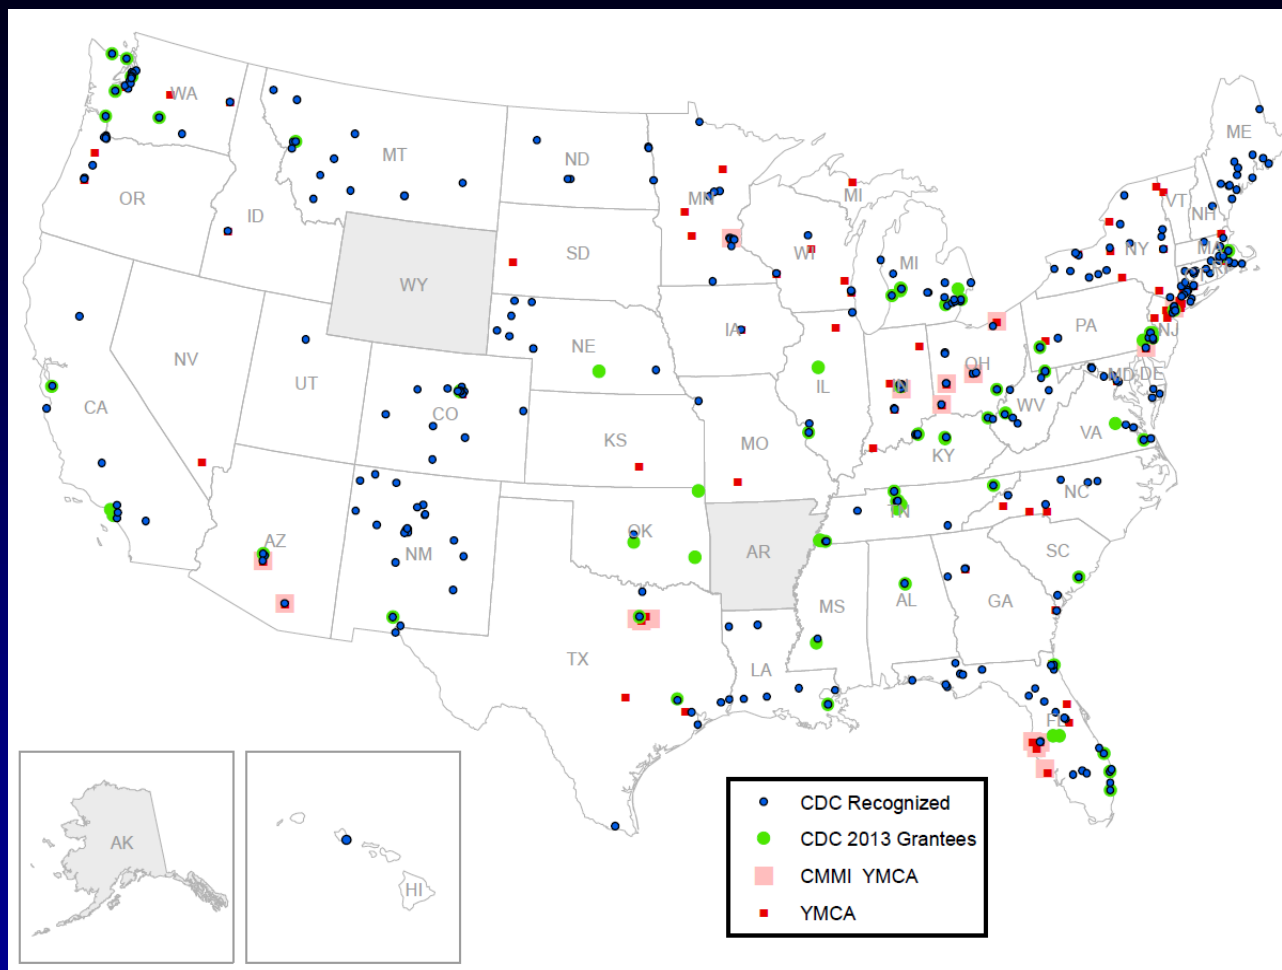 WA
ME
MT
ND
MN
OR
ID
MI
VT
NH
NY
MA
SD
WI
MI
WY
IA
PA
NE
NJ
NV
UT
IL
IN
OH
MD
DE
CA
CO
WV
VA
KS
MO
KY
NC
TN
OK
AZ
NM
AR
SC
MS
AL
GA
TX
LA
FL
AK
HI
CDC Recognized
CDC 2013 Grantees
CMMI YMCA
YMCA